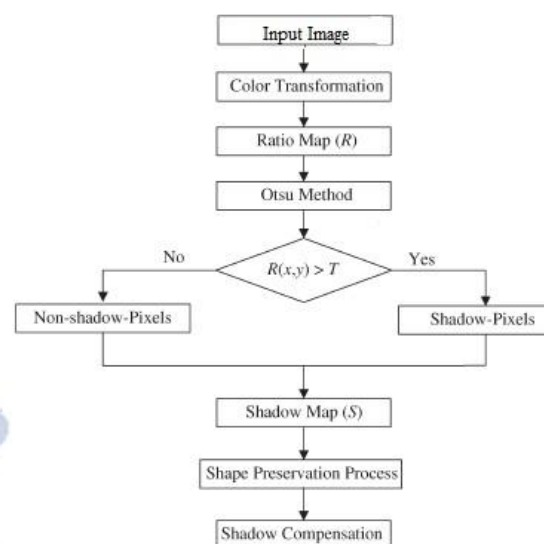 Input Image
Color Transformation
Ratio Map (R)
Otsu Method
No
R(x,y) > T
Yes
Non-shadow-Pixels
Shadow-Pixels
Shadow Map (S)
Shape Preservation Process
Shadow Compensation